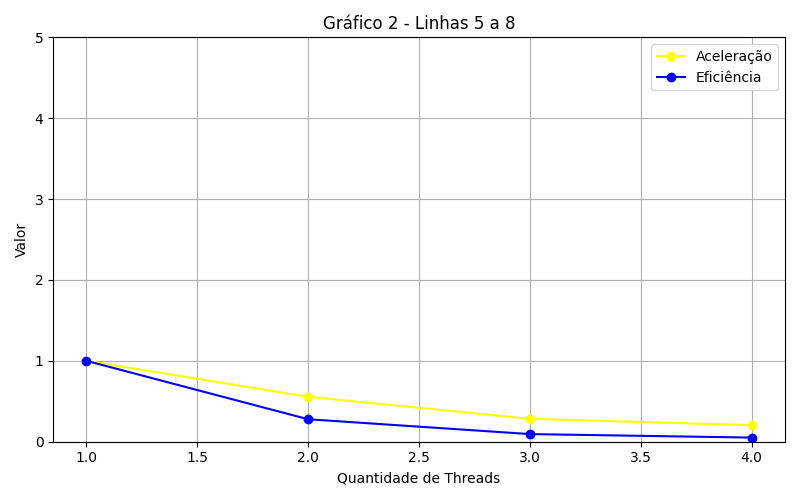 Gráfico 2 - Linhas 5 a 8
Aceleração
Eficiência
Valor
5
4
3
2
1
0
1.0 1.5 2.0 2.5 3.0 3.5 4.0
Quantidade de Threads